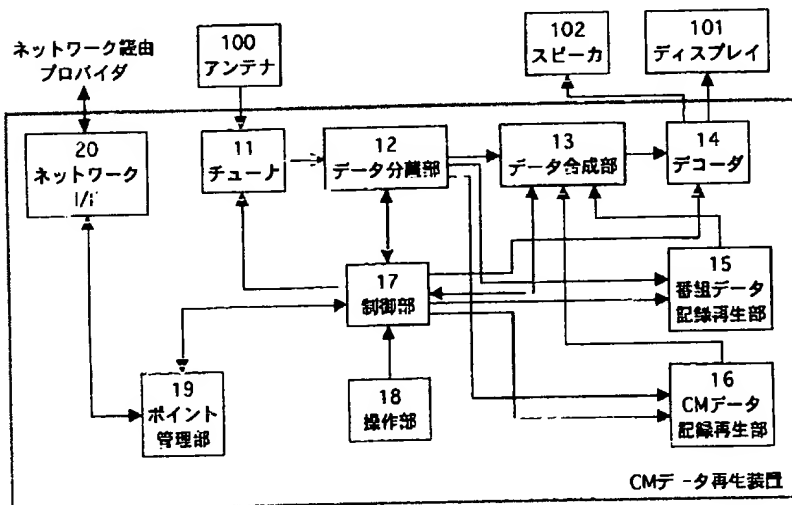 ネットワーク経由
プロバイダ
100
アンテナ
102
スピーカ
101
ディスプレイ
20
ネットワーク
I/F
11
チューナ
12
データ分離部
13
データ合成部
14
デコーダ
17
制御部
15
番組データ
記録再生部
19
ポイント
管理部
18
操作部
16
CMデータ
記録再生部
CMデータ再生装置